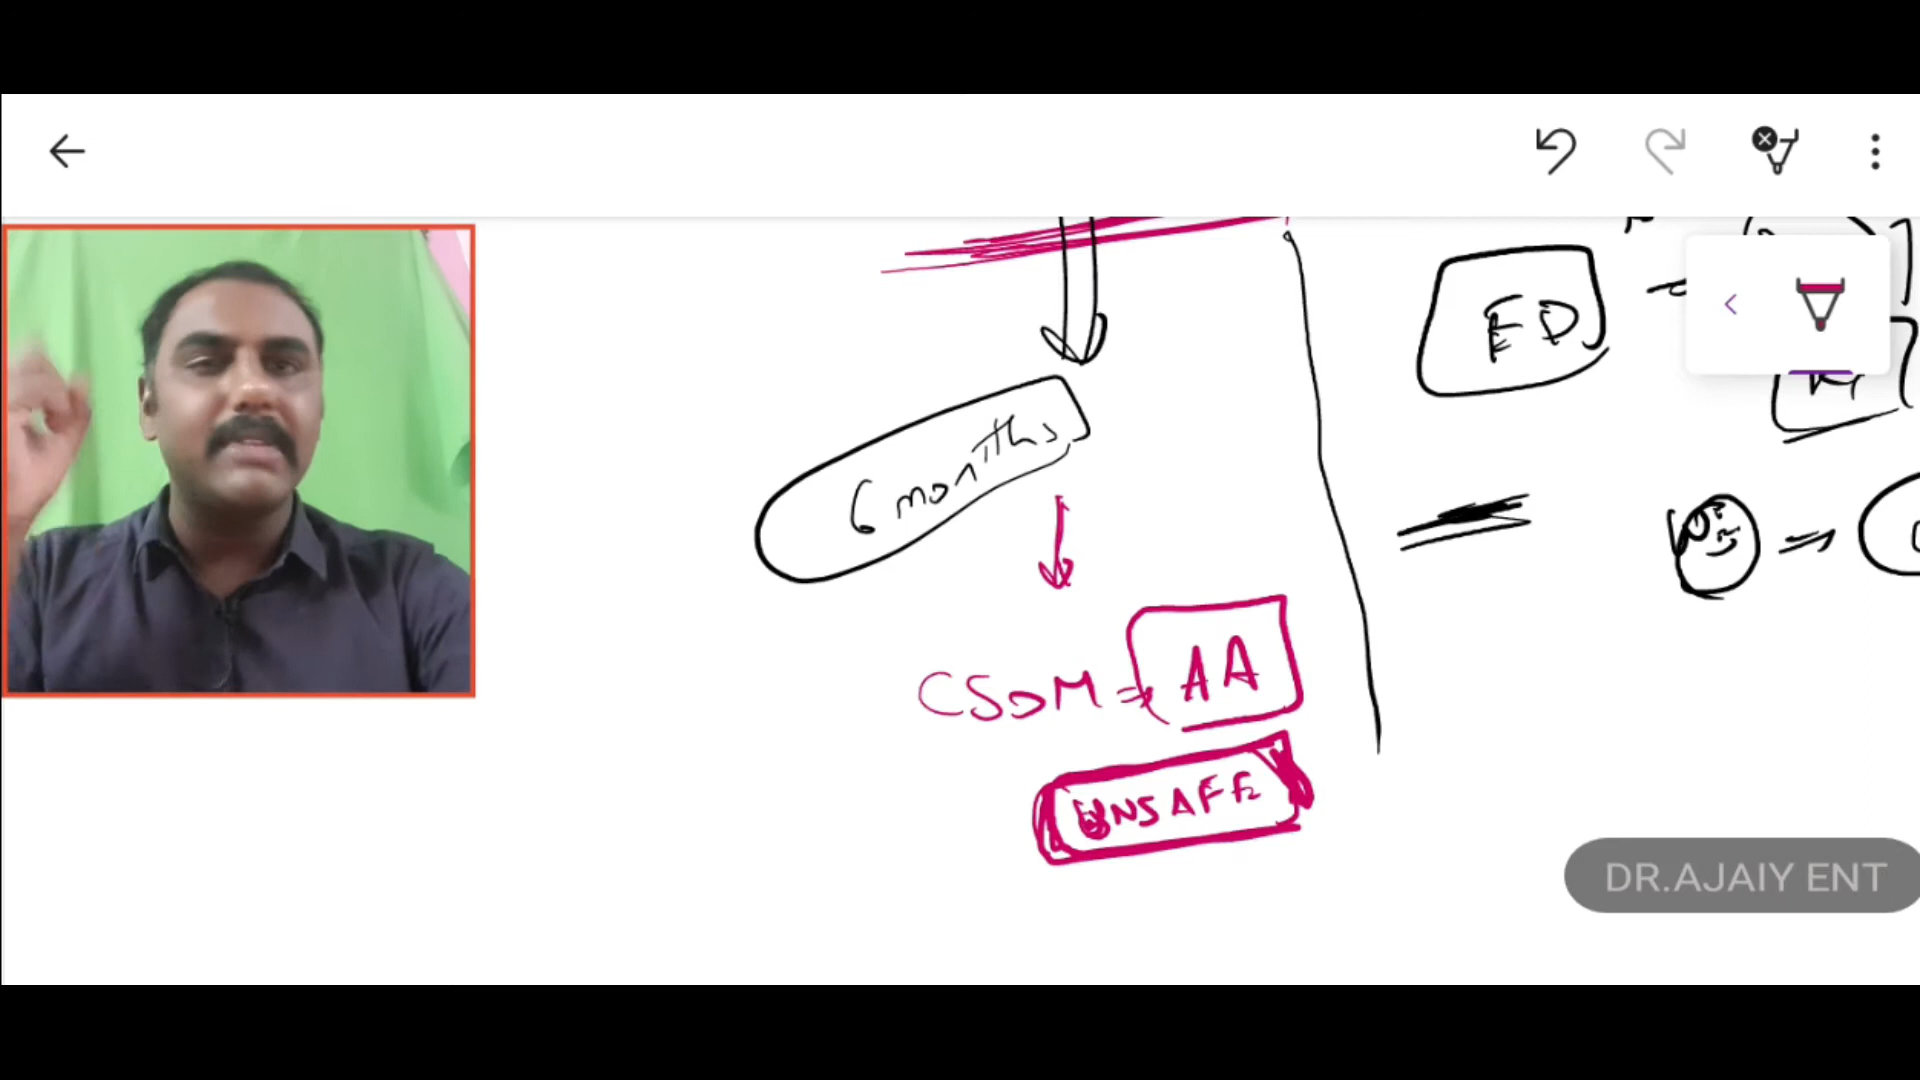 ED
6 months
CSOM => AA
UNSAFE
DR.AJAIY ENT